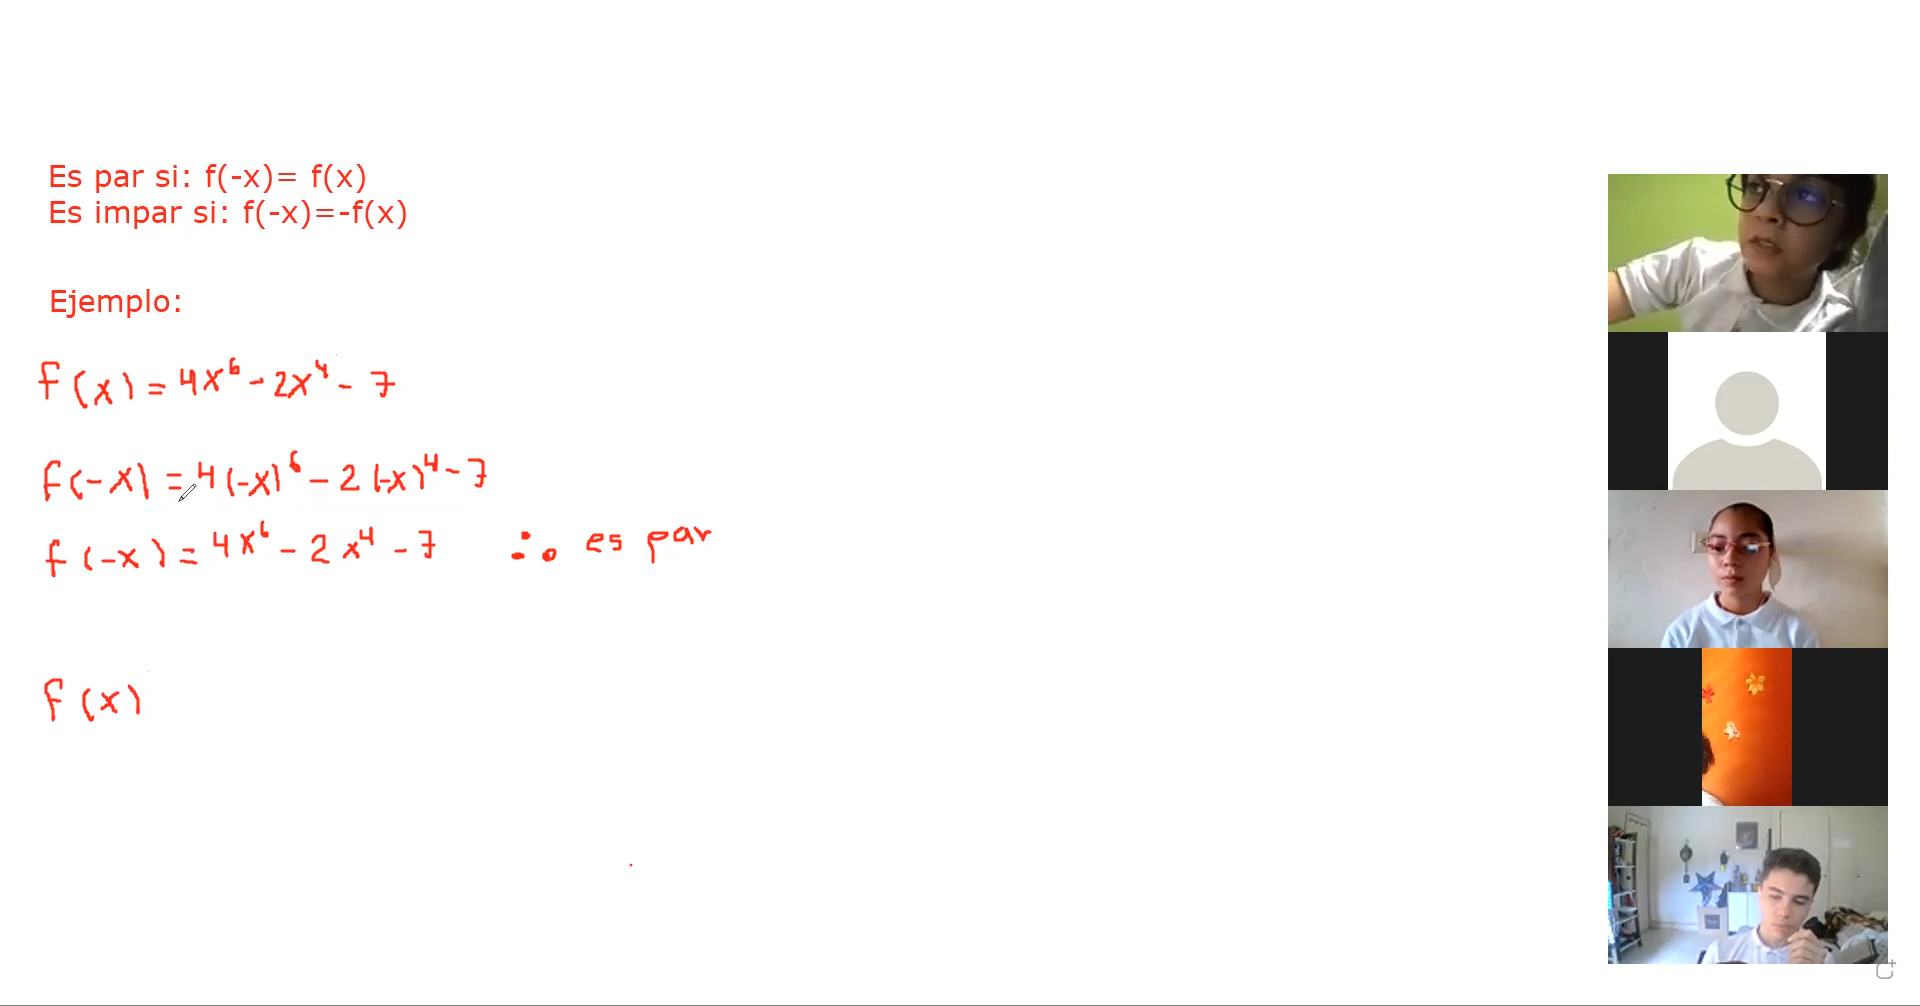 Es par si: f(-x)= f(x)
Es impar si: f(-x)=-f(x)
Ejemplo:
f(x) = 4x⁶ - 2x⁴ - 7
f(-x) = 4(-x)⁶ - 2(-x)⁴ - 7
f(-x) = 4x⁶ - 2x⁴ - 7 ∴ es par
f(x)